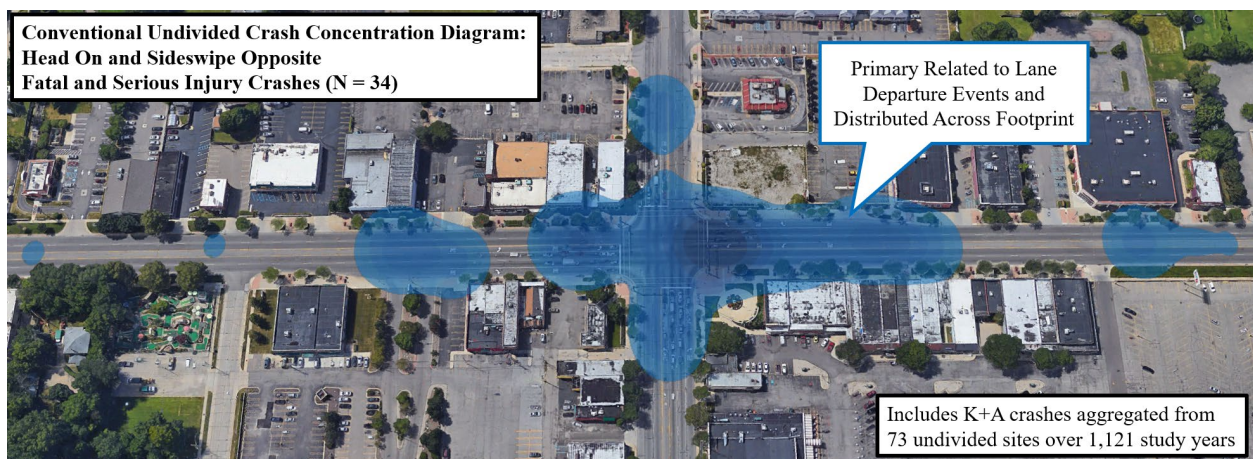 Conventional Undivided Crash Concentration Diagram:
Head On and Sideswipe Opposite
Fatal and Serious Injury Crashes (N = 34)
Primary Related to Lane
Departure Events and
Distributed Across Footprint
Includes K+A crashes aggregated from
73 undivided sites over 1,121 study years